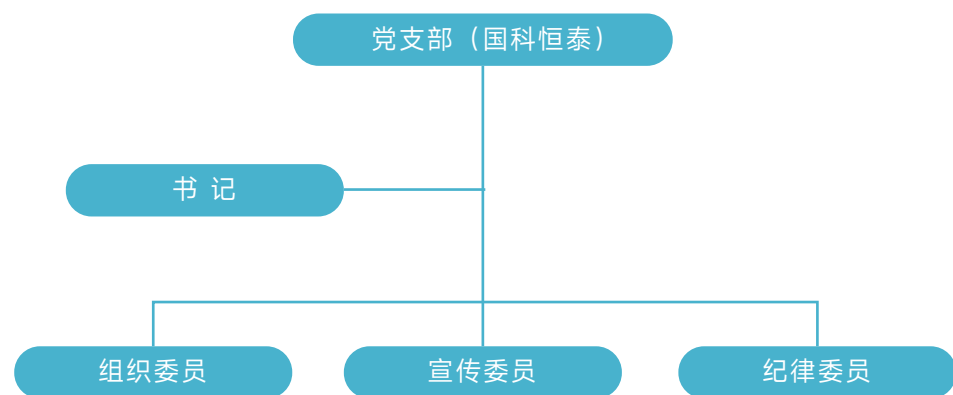 党支部（国科恒泰）
书 记
组织委员
宣传委员
纪律委员